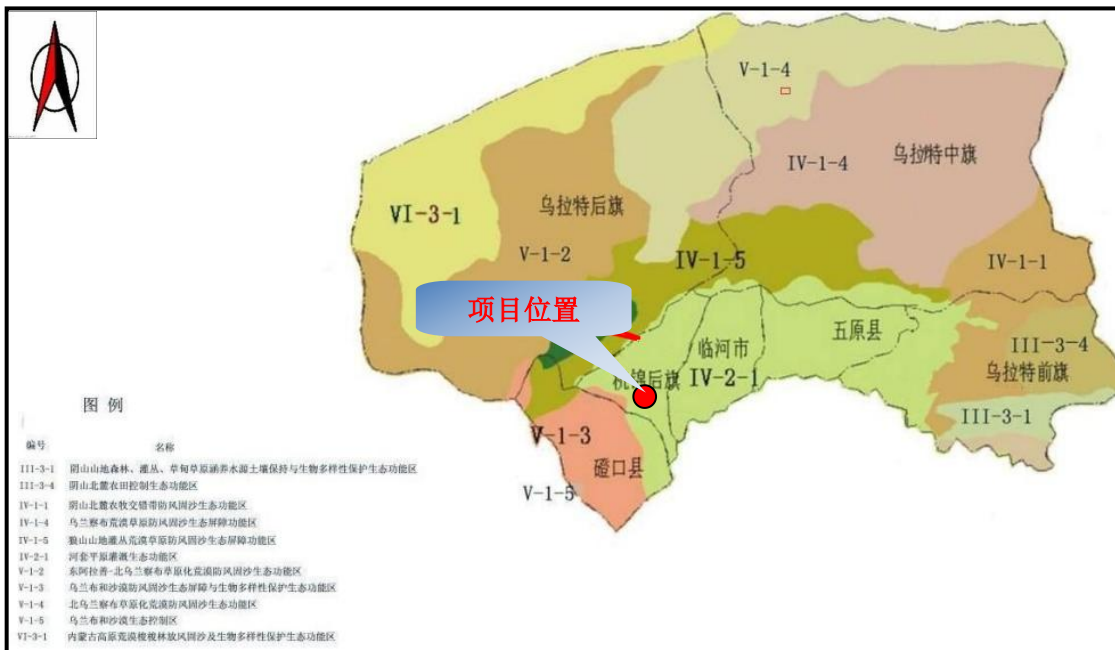 V-1-4
IV-1-4
乌拉特中旗
VI-3-1
乌拉特后旗
V-1-2
IV-1-5
IV-1-1
项目位置
五原县
临河市
III-3-4
杭锦后旗
IV-2-1
乌拉特前旗
III-3-1
V-1-3
磴口县
V-1-5
图 例
编号 名称
III-3-1 阴山山地森林、灌丛、草甸草原涵养水源土壤保持与生物多样性保护生态功能区
III-3-4 阴山北麓农田控制生态功能区
IV-1-1 阴山北麓农牧交错带防风固沙生态功能区
IV-1-4 乌兰察布荒漠草原防风固沙生态屏障功能区
IV-1-5 狼山山地灌丛荒漠草原防风固沙生态屏障功能区
IV-2-1 河套平原灌溉生态功能区
V-1-2 东阿拉善-北乌兰察布草原化荒漠防风固沙生态功能区
V-1-3 乌兰布和沙漠防风固沙生态屏障与生物多样性保护生态功能区
V-1-4 北乌兰察布草原化荒漠防风固沙生态功能区
V-1-5 乌兰布和沙漠生态控制区
VI-3-1 内蒙古高原荒漠梭梭林放风固沙及生物多样性保护生态功能区